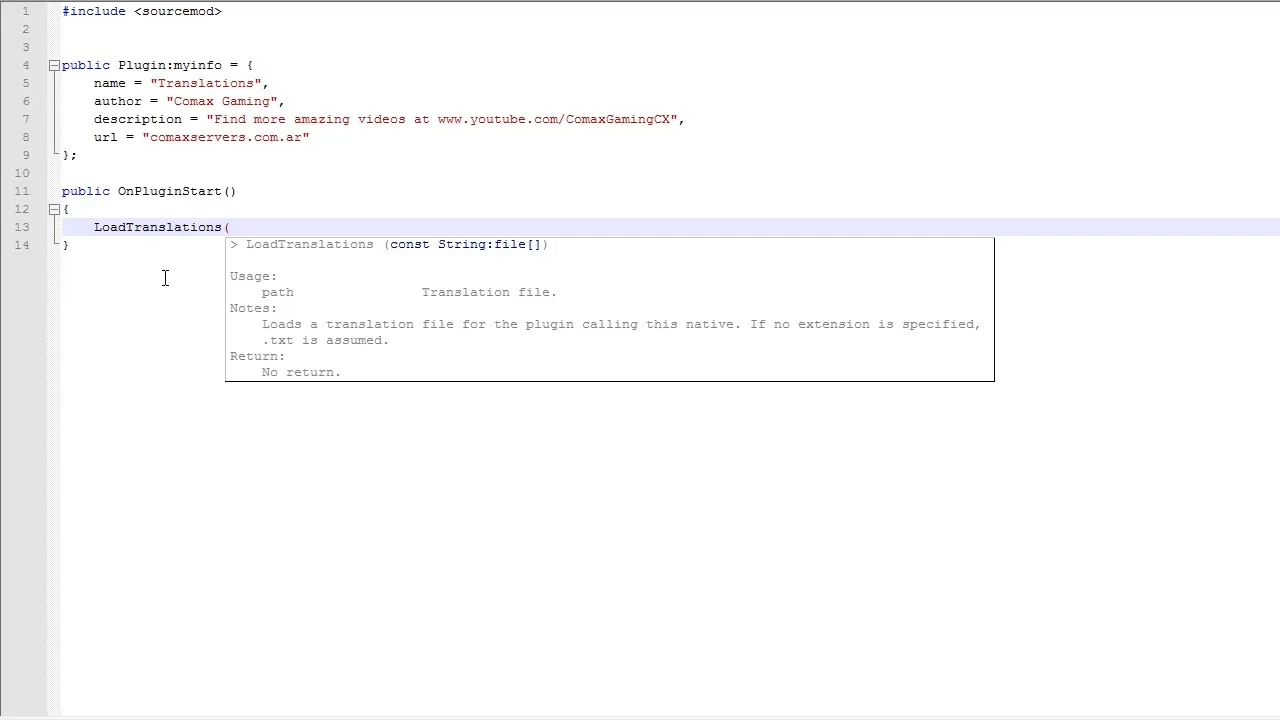 1 #include <sourcemod>
2
3
4 public Plugin:myinfo = {
5 name = "Translations",
6 author = "Comax Gaming",
7 description = "Find more amazing videos at www.youtube.com/ComaxGamingCX",
8 url = "comaxservers.com.ar"
9 };
10
11 public OnPluginStart()
12 {
13 LoadTranslations(
14 }
> LoadTranslations (const String:file[])
Usage:
path Translation file.
Notes:
Loads a translation file for the plugin calling this native. If no extension is specified,
.txt is assumed.
Return:
No return.